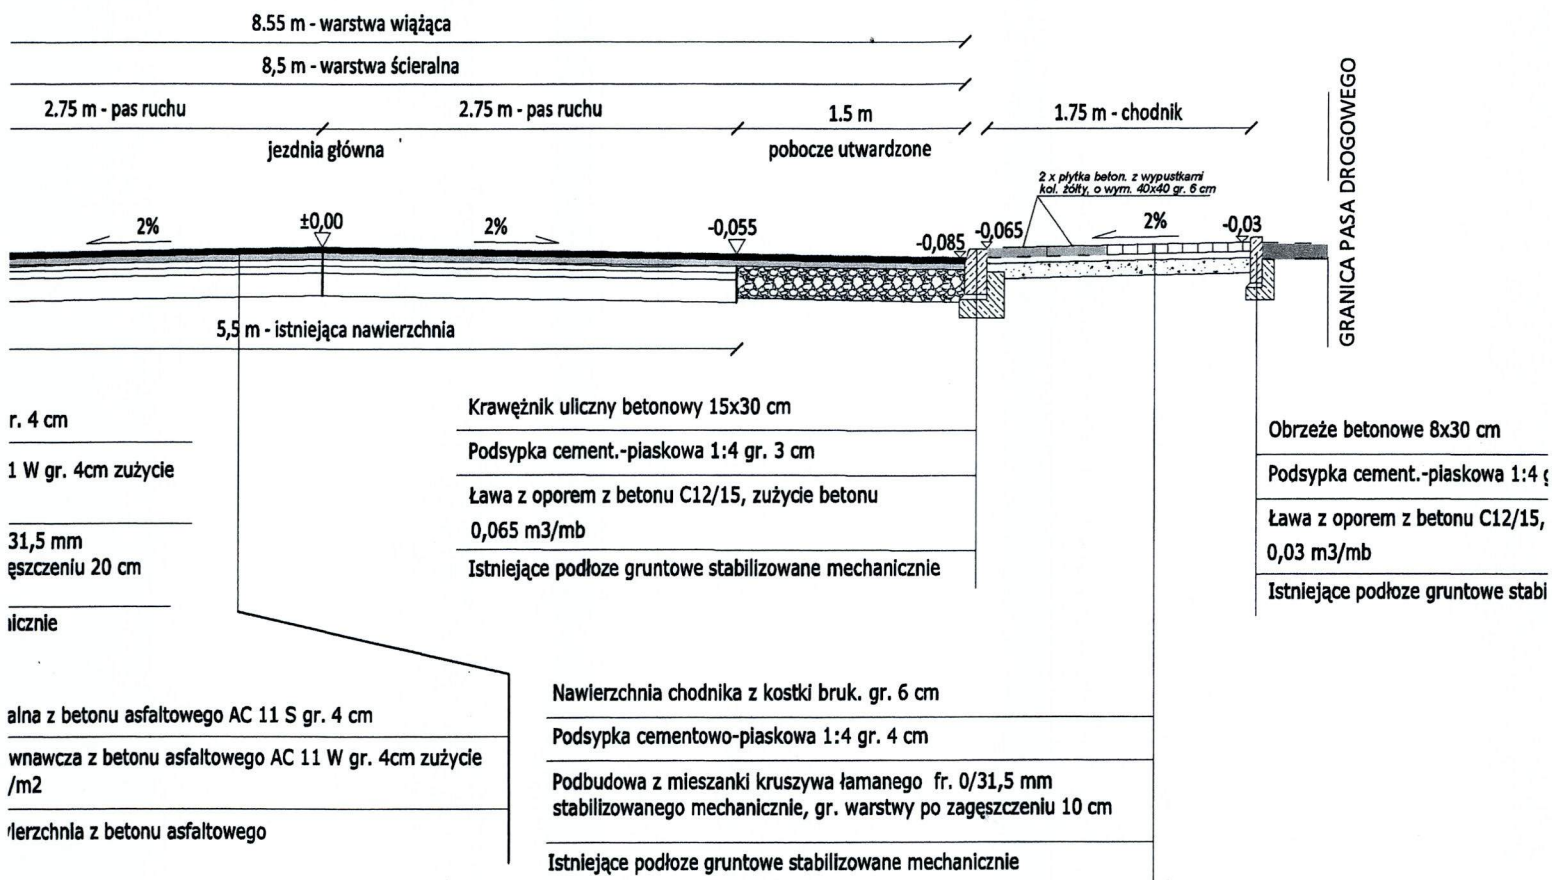 8.55 m - warstwa wiążąca
8,5 m - warstwa ścieralna
2.75 m - pas ruchu
2.75 m - pas ruchu
1.5 m
1.75 m - chodnik
jezdnia główna
pobocze utwardzone
GRANICA PASA DROGOWEGO
2 x płytka beton. z wypustkami
kol. żółty, o wym. 40x40 gr. 6 cm
2%
±0,00
2%
-0,055
-0,085
-0,065
2%
-0,03
5,5 m - istniejąca nawierzchnia
r. 4 cm
1 W gr. 4cm zużycie
31,5 mm
ęszczeniu 20 cm
icznie
Krawężnik uliczny betonowy 15x30 cm
Podsypka cement.-piaskowa 1:4 gr. 3 cm
Ława z oporem z betonu C12/15, zużycie betonu
0,065 m3/mb
Istniejące podłoże gruntowe stabilizowane mechanicznie
Obrzeże betonowe 8x30 cm
Podsypka cement.-piaskowa 1:4 g
Ława z oporem z betonu C12/15,
0,03 m3/mb
Istniejące podłoże gruntowe stabi
alna z betonu asfaltowego AC 11 S gr. 4 cm
wnawcza z betonu asfaltowego AC 11 W gr. 4cm zużycie
/m2
ierzchnia z betonu asfaltowego
Nawierzchnia chodnika z kostki bruk. gr. 6 cm
Podsypka cementowo-piaskowa 1:4 gr. 4 cm
Podbudowa z mieszanki kruszywa łamanego fr. 0/31,5 mm
stabilizowanego mechanicznie, gr. warstwy po zagęszczeniu 10 cm
Istniejące podłoże gruntowe stabilizowane mechanicznie